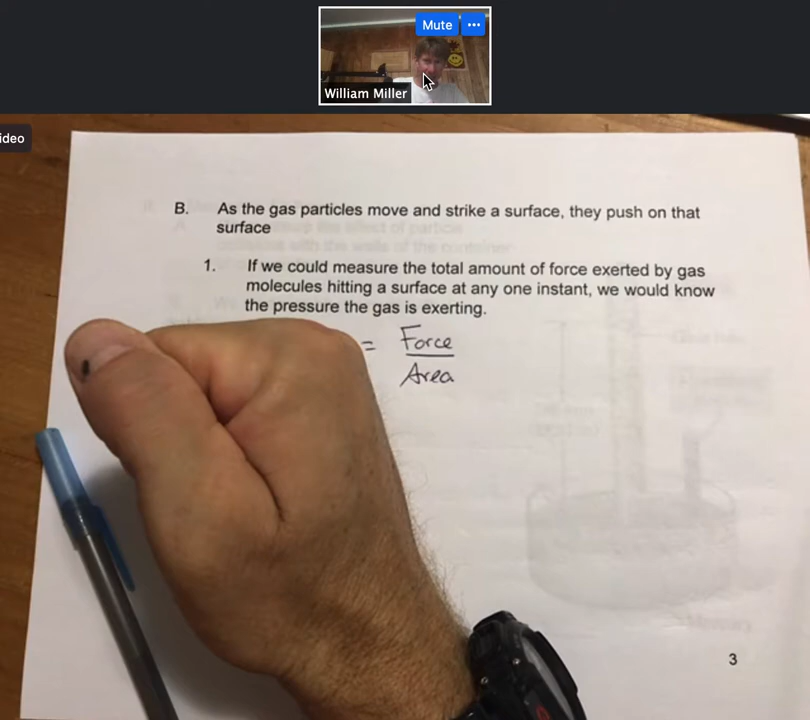 Mute
William Miller
ideo
B. As the gas particles move and strike a surface, they push on that
surface
1. If we could measure the total amount of force exerted by gas
molecules hitting a surface at any one instant, we would know
the pressure the gas is exerting.
= Force
Area
3